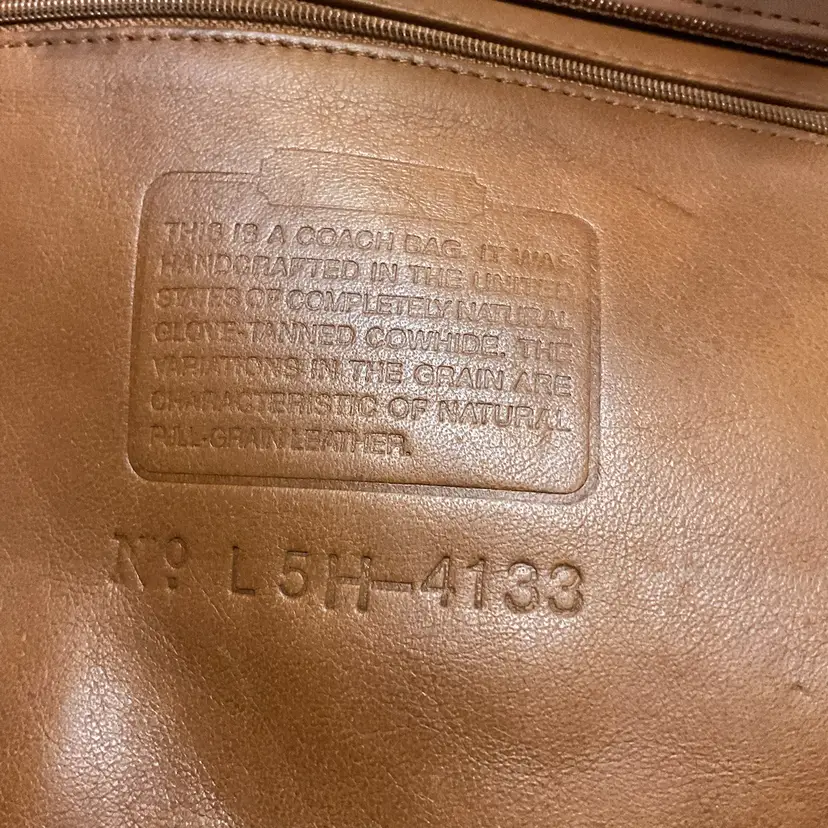 THIS IS A COACH BAG. IT WAS
HANDCRAFTED IN THE UNITED
STATES OF COMPLETELY NATURAL
GLOVE-TANNED COWHIDE. THE
VARIATIONS IN THE GRAIN ARE
CHARACTERISTIC OF NATURAL
FULL-GRAIN LEATHER.
Nº L5H-4133